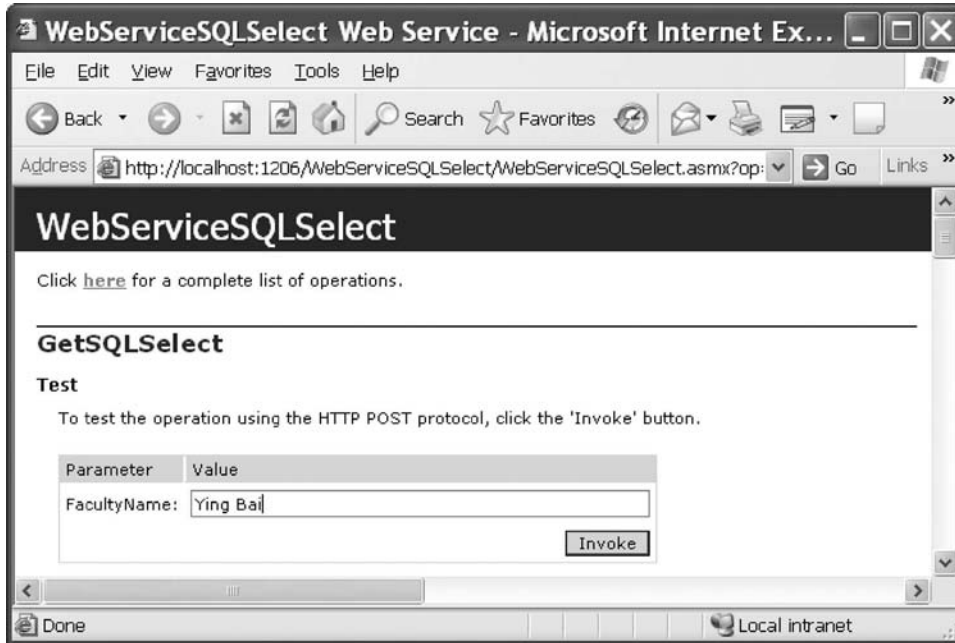 WebServiceSQLSelect Web Service - Microsoft Internet Ex...
File Edit View Favorites Tools Help
Back Search Favorites »
Address http://localhost:1206/WebServiceSQLSelect/WebServiceSQLSelect.asmx?op= Go Links »
WebServiceSQLSelect
Click here for a complete list of operations.
GetSQLSelect
Test
To test the operation using the HTTP POST protocol, click the 'Invoke' button.
Parameter Value
FacultyName: Ying Bai
Invoke
Done Local intranet